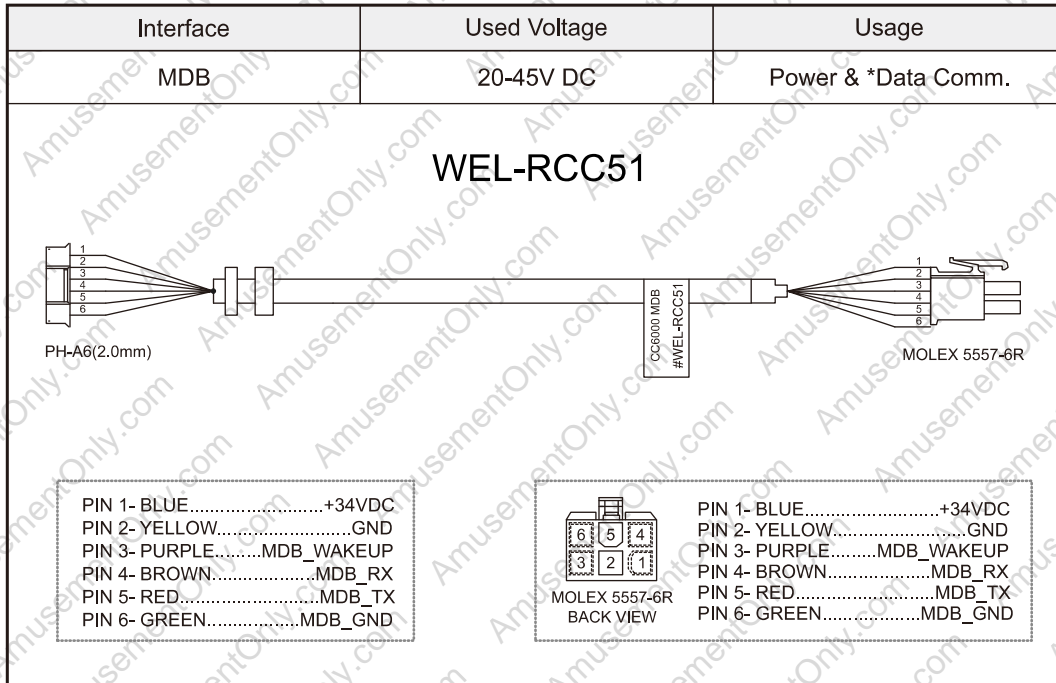 Interface Used Voltage Usage
MDB 20-45V DC Power & *Data Comm.
WEL-RCC51
1
2
3
4
5
6
PH-A6(2.0mm)
CC6000 MDB
#WEL-RCC51
1
2
3
4
5
6
MOLEX 5557-6R
PIN 1- BLUE........................+34VDC
PIN 2- YELLOW........................GND
PIN 3- PURPLE.........MDB_WAKEUP
PIN 4- BROWN..................MDB_RX
PIN 5- RED........................MDB_TX
PIN 6- GREEN..................MDB_GND
6 5 4
3 2 1
MOLEX 5557-6R
BACK VIEW
PIN 1- BLUE........................+34VDC
PIN 2- YELLOW........................GND
PIN 3- PURPLE.........MDB_WAKEUP
PIN 4- BROWN..................MDB_RX
PIN 5- RED........................MDB_TX
PIN 6- GREEN..................MDB_GND
AmusementOnly.com